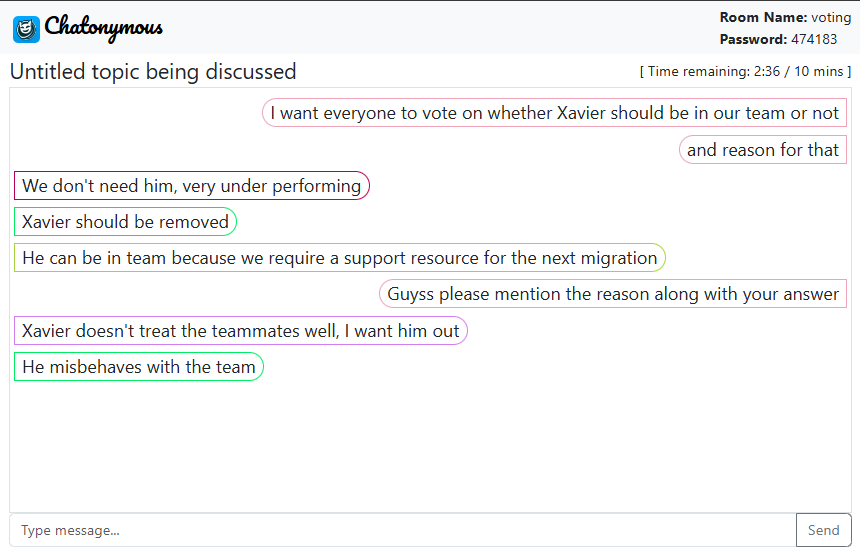 Chatonymous
Room Name: voting
Password: 474183
Untitled topic being discussed
[ Time remaining: 2:36 / 10 mins ]
I want everyone to vote on whether Xavier should be in our team or not
and reason for that
We don't need him, very under performing
Xavier should be removed
He can be in team because we require a support resource for the next migration
Guyss please mention the reason along with your answer
Xavier doesn't treat the teammates well, I want him out
He misbehaves with the team
Type message...
Send